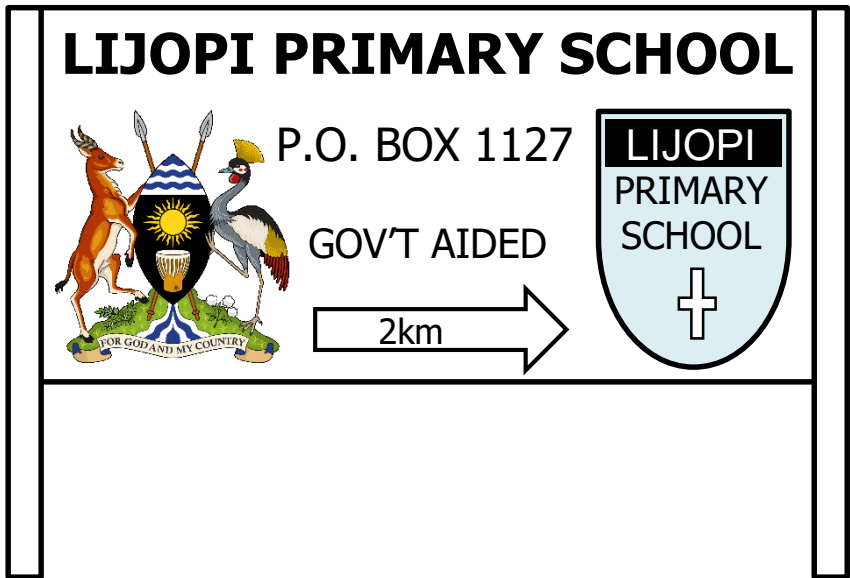 LIJOPI PRIMARY SCHOOL
P.O. BOX 1127
GOV'T AIDED
2km
FOR GOD AND MY COUNTRY
LIJOPI
PRIMARY
SCHOOL